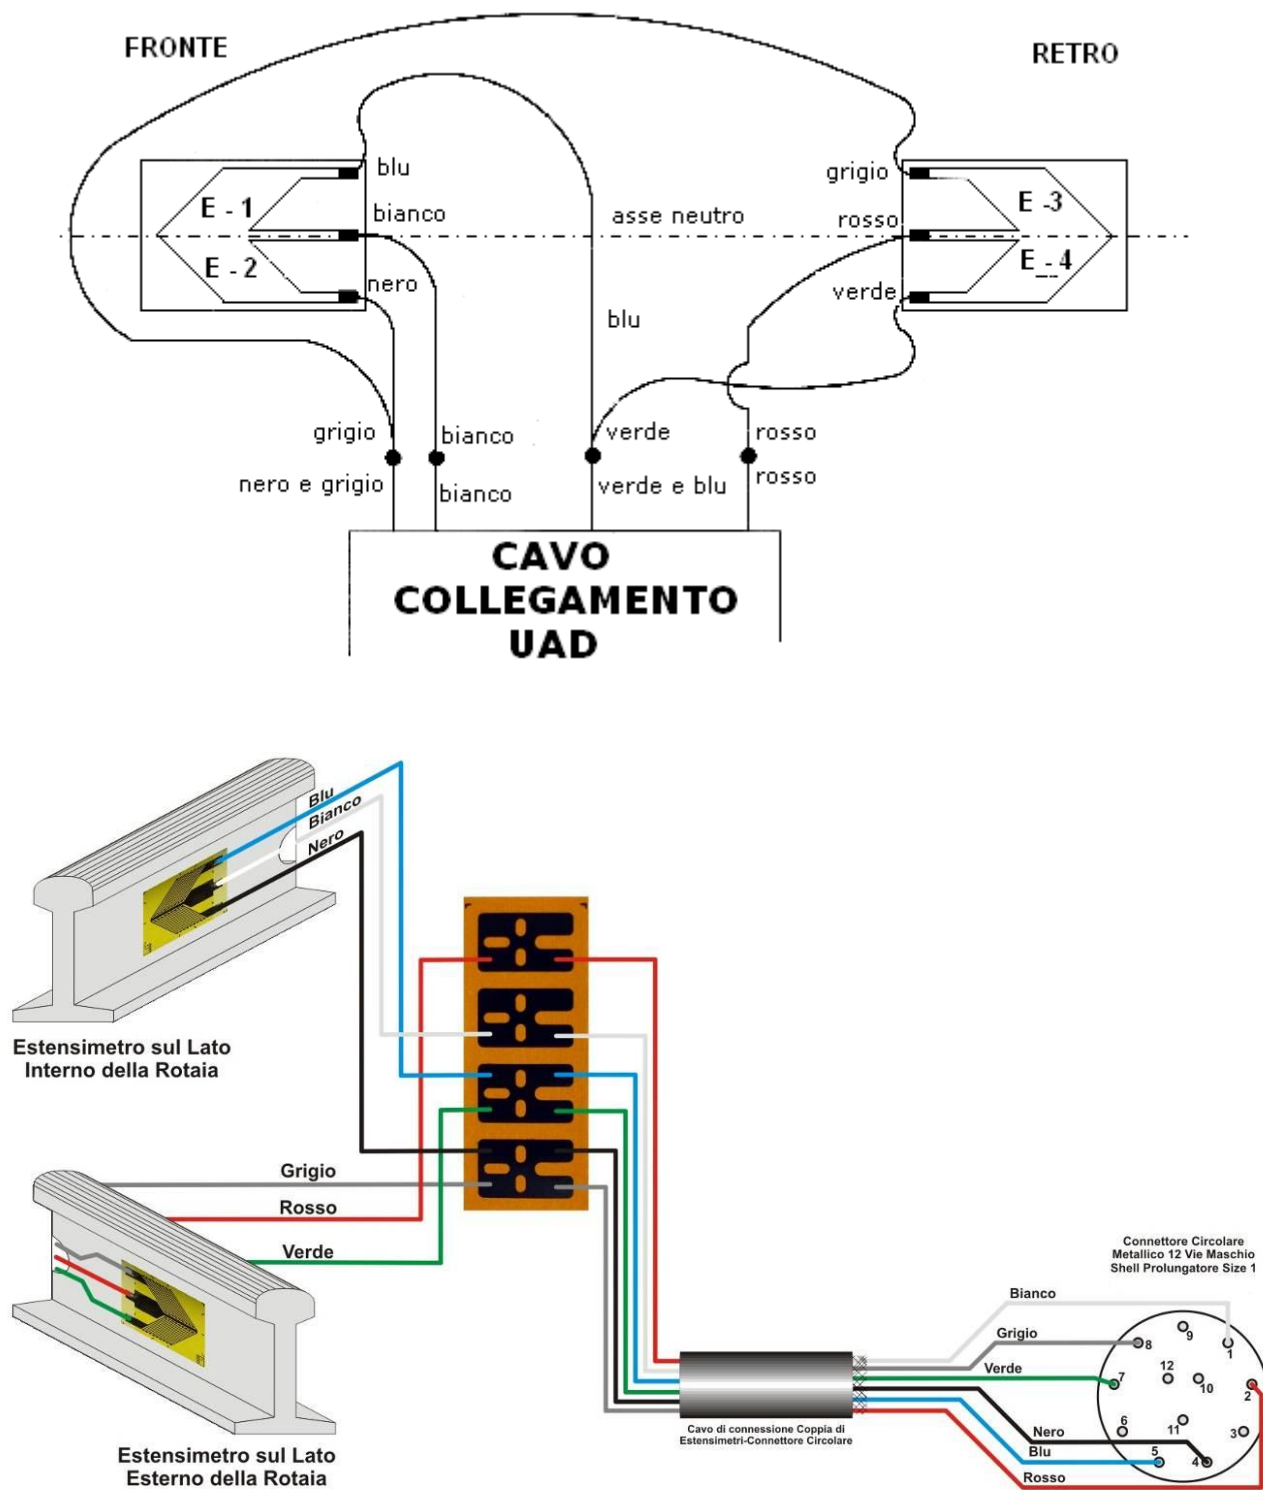 FRONTE
RETRO
blu
grigio
E - 1
E -3
bianco
asse neutro
rosso
E - 2
E - 4
nero
verde
blu
grigio
bianco
verde
rosso
nero e grigio
bianco
verde e blu
rosso
CAVO
COLLEGAMENTO
UAD
Blu
Bianco
Nero
Estensimetro sul Lato
Interno della Rotaia
Grigio
Rosso
Verde
Estensimetro sul Lato
Esterno della Rotaia
Connettore Circolare
Metallico 12 Vie Maschio
Shell Prolungatore Size 1
Bianco
Grigio
Verde
Nero
Blu
Rosso
9
8
1
12
7
10
2
6
11
3
5
4
Cavo di connessione Coppia di
Estensimetri-Connettore Circolare